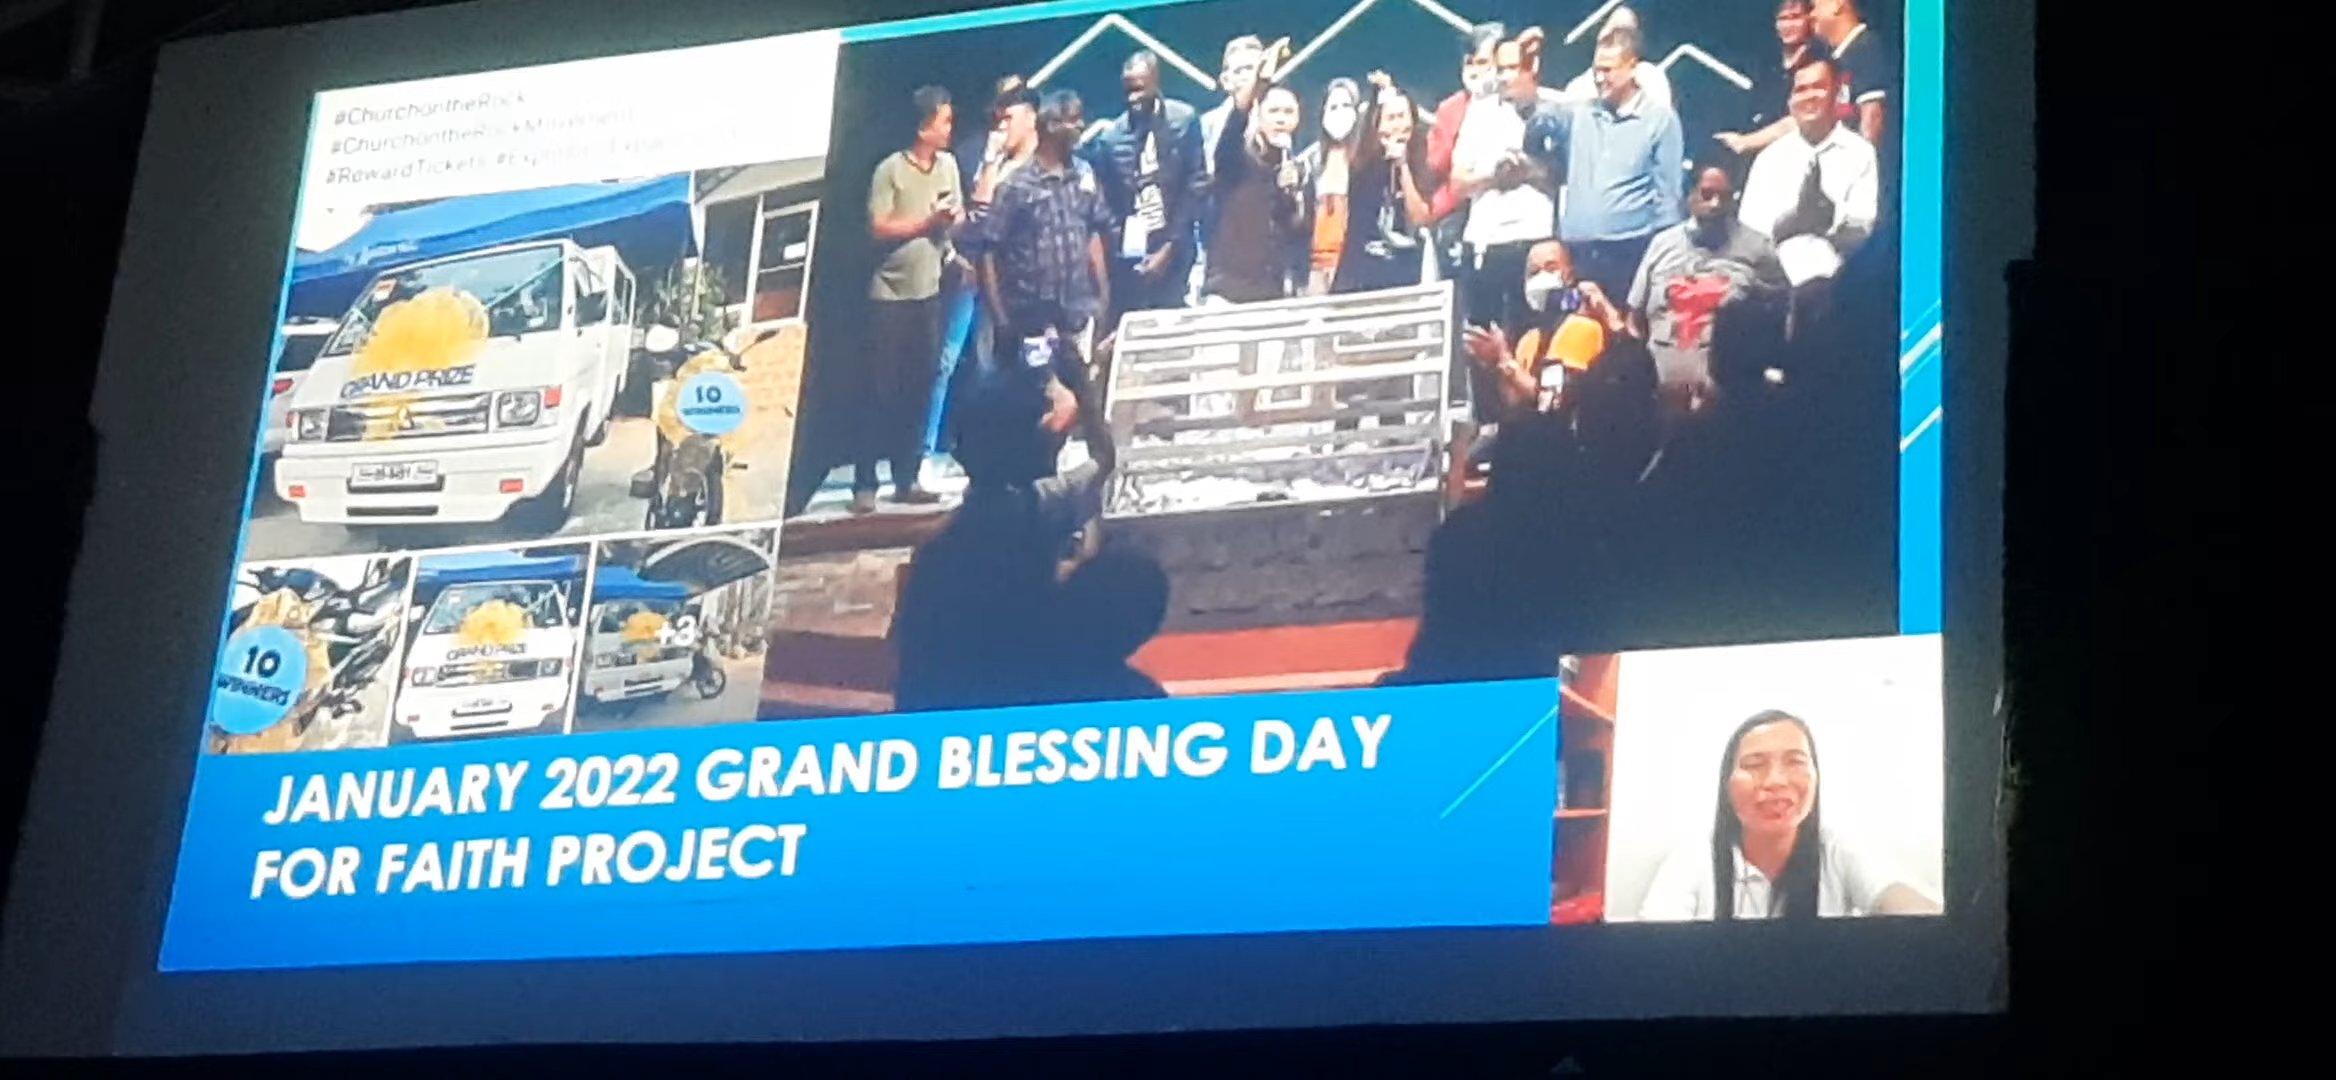 #ChurchontheRock
#ChurchontheRockMovement
#RewardTickets
GRAND PRIZE
10
WINNERS
10
WINNERS
GRAND PRIZE
+3
JANUARY 2022 GRAND BLESSING DAY
FOR FAITH PROJECT